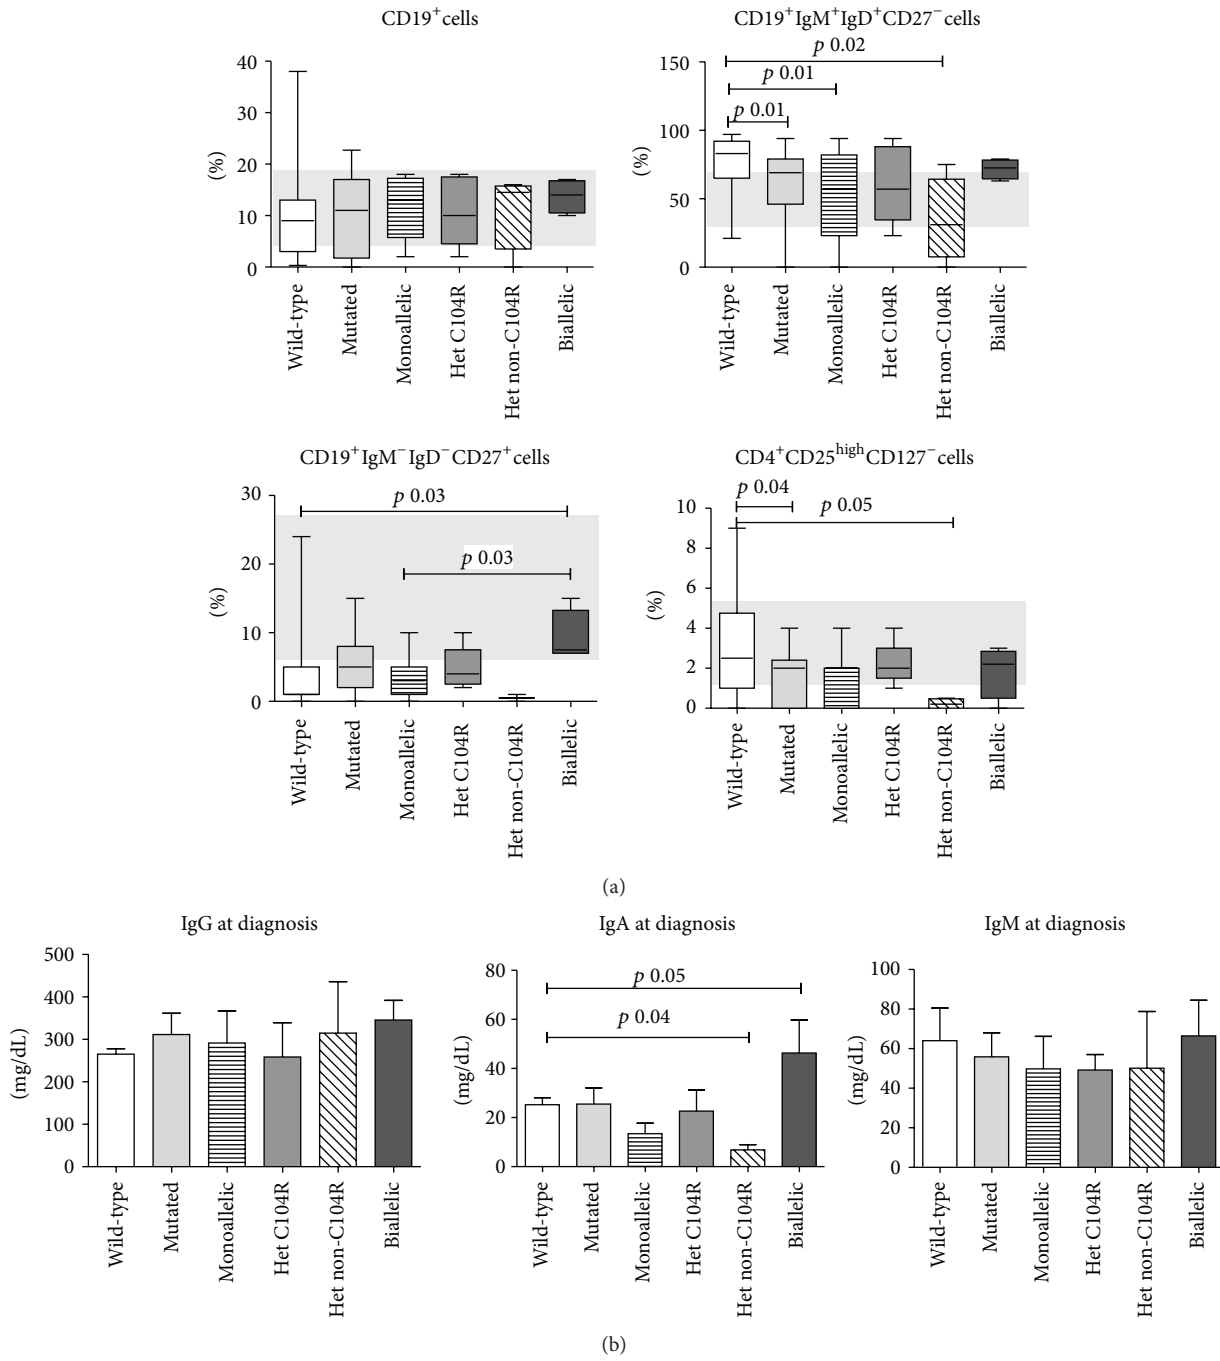 CD19+cells
(%)
40
30
20
10
0
Wild-type
Mutated
Monoallelic
Het C104R
Het non-C104R
Biallelic
CD19+IgM+IgD+CD27−cells
p 0.02
p 0.01
p 0.01
(%)
150
100
50
0
Wild-type
Mutated
Monoallelic
Het C104R
Het non-C104R
Biallelic
CD19+IgM−IgD−CD27+cells
p 0.03
p 0.03
(%)
30
20
10
0
Wild-type
Mutated
Monoallelic
Het C104R
Het non-C104R
Biallelic
CD4+CD25highCD127−cells
p 0.04
p 0.05
(%)
10
8
6
4
2
0
Wild-type
Mutated
Monoallelic
Het C104R
Het non-C104R
Biallelic
(a)
IgG at diagnosis
(mg/dL)
500
400
300
200
100
0
Wild-type
Mutated
Monoallelic
Het C104R
Het non-C104R
Biallelic
IgA at diagnosis
p 0.05
p 0.04
(mg/dL)
80
60
40
20
0
Wild-type
Mutated
Monoallelic
Het C104R
Het non-C104R
Biallelic
IgM at diagnosis
(mg/dL)
100
80
60
40
20
0
Wild-type
Mutated
Monoallelic
Het C104R
Het non-C104R
Biallelic
(b)